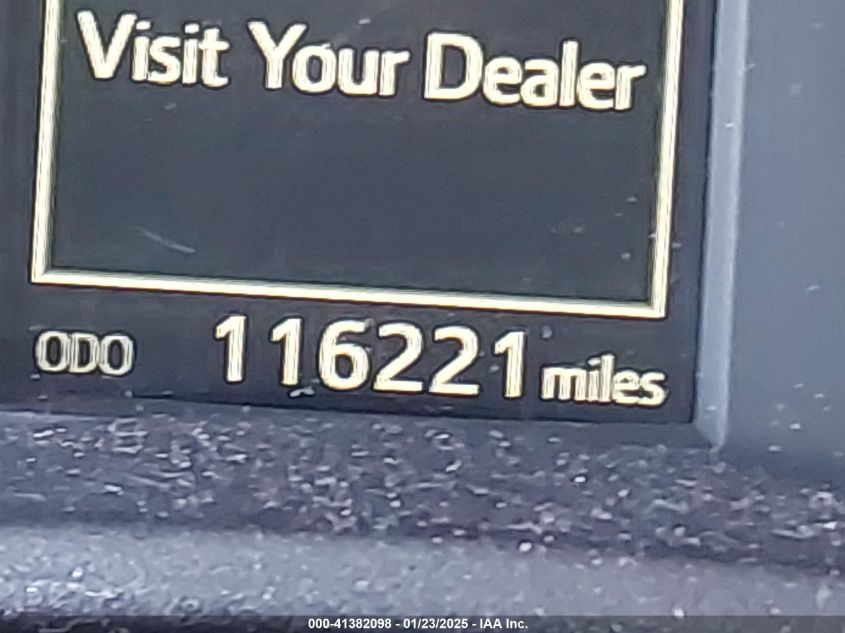 Visit Your Dealer
ODO 116221 miles
000-41382098 - 01/23/2025 - IAA Inc.